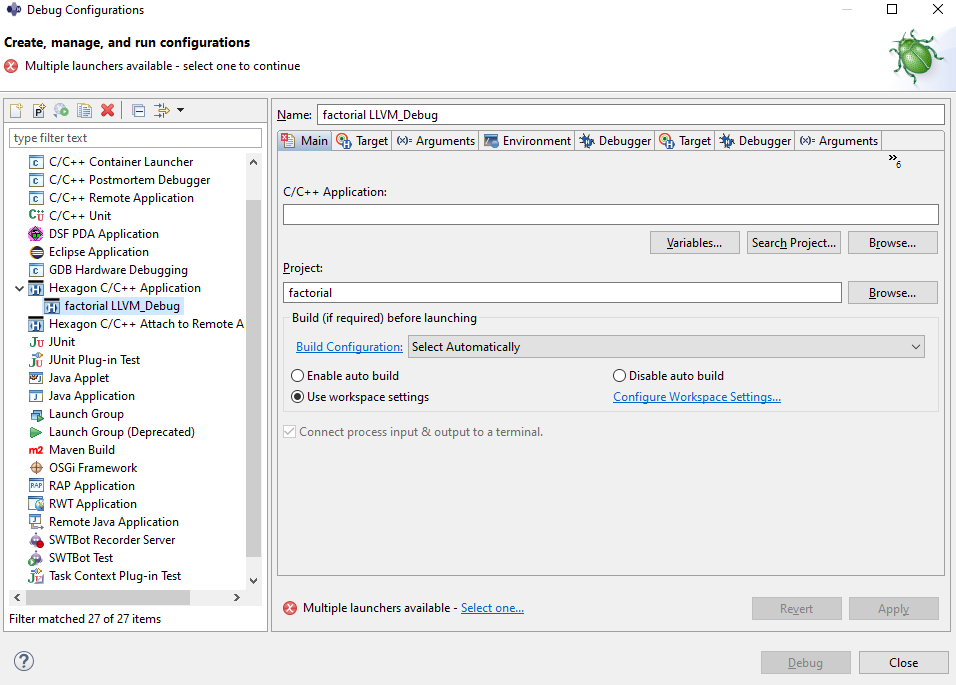 Debug Configurations
Create, manage, and run configurations
Multiple launchers available - select one to continue
type filter text
C/C++ Container Launcher
C/C++ Postmortem Debugger
C/C++ Remote Application
C/C++ Unit
DSF PDA Application
Eclipse Application
GDB Hardware Debugging
Hexagon C/C++ Application
factorial LLVM_Debug
Hexagon C/C++ Attach to Remote A
JUnit
JUnit Plug-in Test
Java Applet
Java Application
Launch Group
Launch Group (Deprecated)
Maven Build
OSGi Framework
RAP Application
RWT Application
Remote Java Application
SWTBot Recorder Server
SWTBot Test
Task Context Plug-in Test
Filter matched 27 of 27 items
Name: factorial LLVM_Debug
Main Target (x)= Arguments Environment Debugger Target Debugger (x)= Arguments
»6
C/C++ Application:
Variables... Search Project... Browse...
Project:
factorial Browse...
Build (if required) before launching
Build Configuration: Select Automatically
Enable auto build Disable auto build
Use workspace settings Configure Workspace Settings...
Connect process input & output to a terminal.
Multiple launchers available - Select one... Revert Apply
? Debug Close